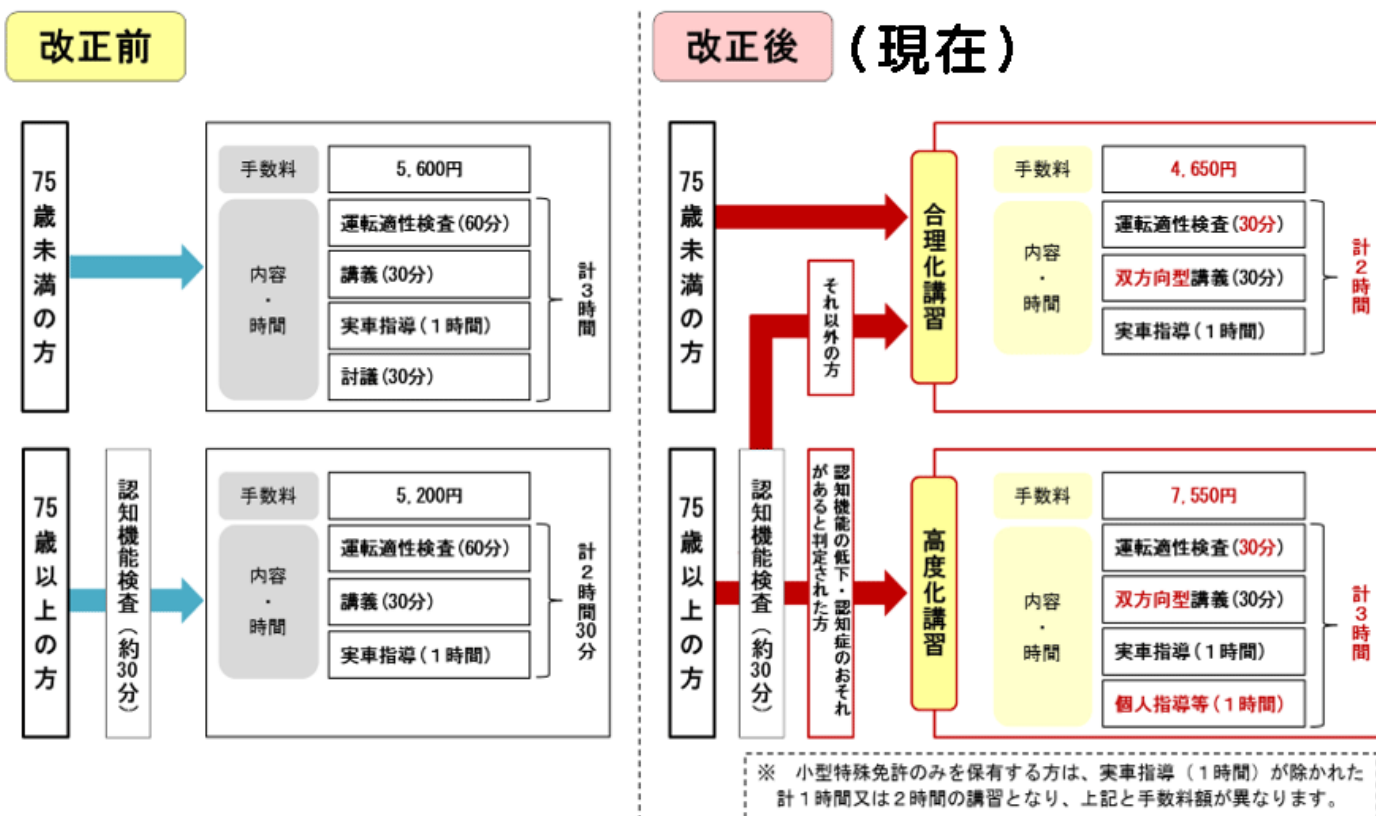 改正前
75歳未満の方
手数料
5,600円
内容・時間
運転適性検査(60分)
講義(30分)
実車指導(1時間)
討議(30分)
計3時間
75歳以上の方
認知機能検査(約30分)
手数料
5,200円
内容・時間
運転適性検査(60分)
講義(30分)
実車指導(1時間)
計2時間30分
改正後
(現在)
75歳未満の方
合理化講習
手数料
4,650円
内容・時間
運転適性検査(30分)
双方向型講義(30分)
実車指導(1時間)
計2時間
それ以外の方
75歳以上の方
認知機能検査(約30分)
認知機能の低下・認知症のおそれ
があると判定された方
高度化講習
手数料
7,550円
内容・時間
運転適性検査(30分)
双方向型講義(30分)
実車指導(1時間)
個人指導等(1時間)
計3時間
※ 小型特殊免許のみを保有する方は、実車指導(1時間)が除かれた
計1時間又は2時間の講習となり、上記と手数料額が異なります。